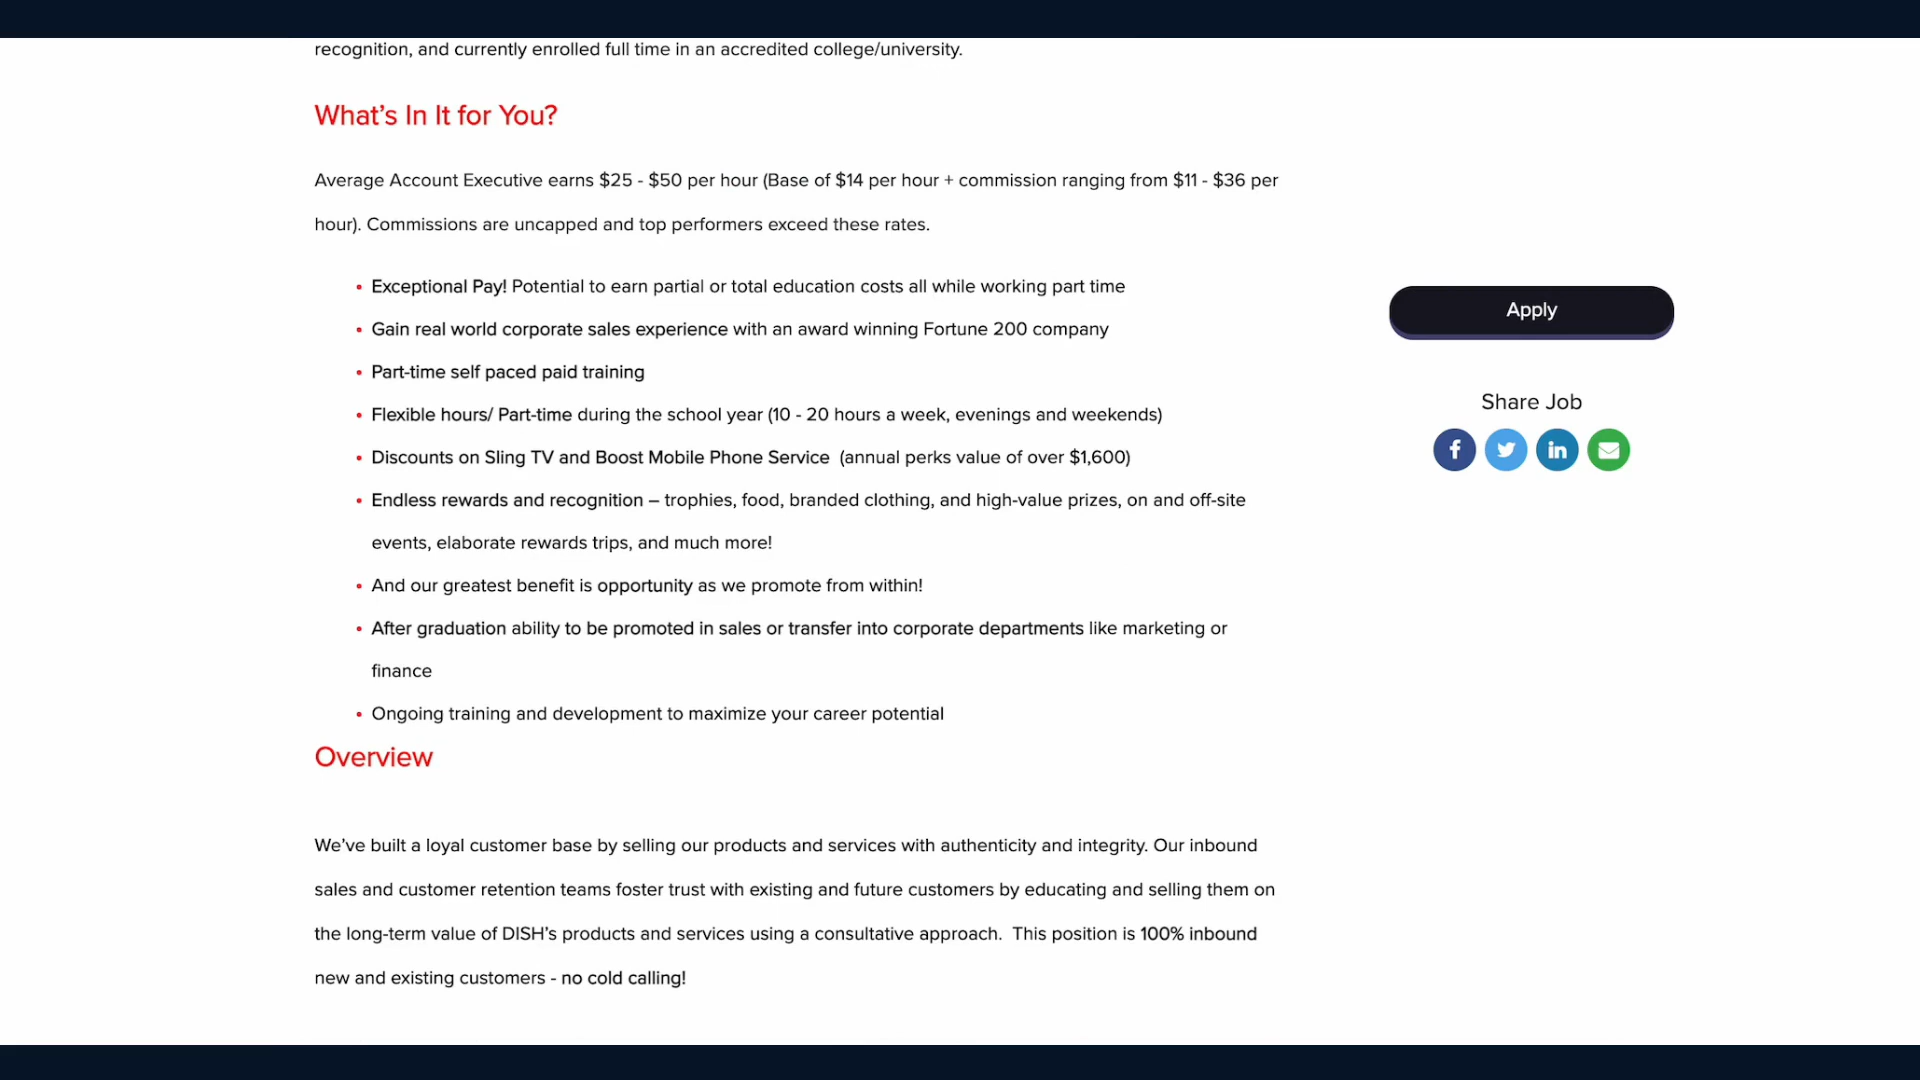 recognition, and currently enrolled full time in an accredited college/university.
What’s In It for You?
Average Account Executive earns $25 - $50 per hour (Base of $14 per hour + commission ranging from $11 - $36 per
hour). Commissions are uncapped and top performers exceed these rates.
• Exceptional Pay! Potential to earn partial or total education costs all while working part time
• Gain real world corporate sales experience with an award winning Fortune 200 company
• Part-time self paced paid training
• Flexible hours/ Part-time during the school year (10 - 20 hours a week, evenings and weekends)
• Discounts on Sling TV and Boost Mobile Phone Service  (annual perks value of over $1,600)
• Endless rewards and recognition – trophies, food, branded clothing, and high-value prizes, on and off-site
events, elaborate rewards trips, and much more!
• And our greatest benefit is opportunity as we promote from within!
• After graduation ability to be promoted in sales or transfer into corporate departments like marketing or
finance
• Ongoing training and development to maximize your career potential
Overview
We’ve built a loyal customer base by selling our products and services with authenticity and integrity. Our inbound
sales and customer retention teams foster trust with existing and future customers by educating and selling them on
the long-term value of DISH’s products and services using a consultative approach.  This position is 100% inbound
new and existing customers - no cold calling!
Apply
Share Job
f
in